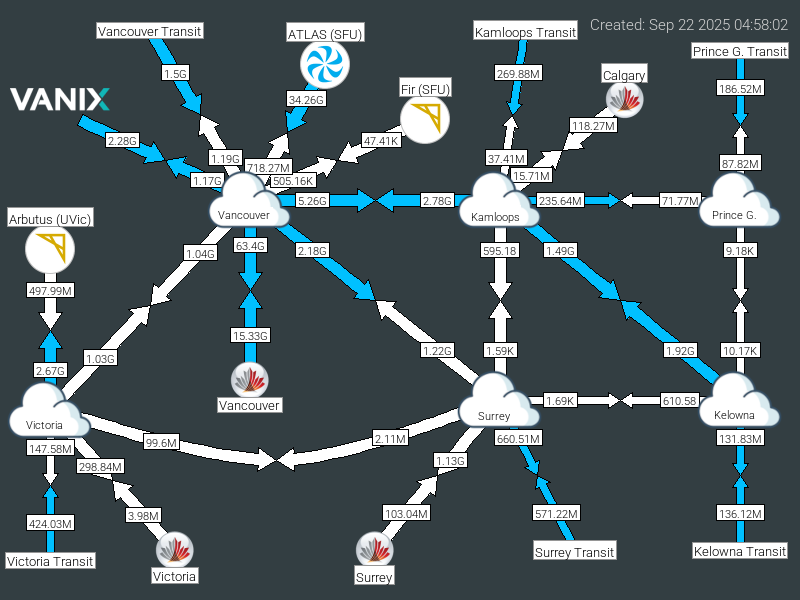 Created: Sep 22 2025 04:58:02
Vancouver Transit
ATLAS (SFU)
Kamloops Transit
Prince G. Transit
1.5G
269.88M
Calgary
Fir (SFU)
186.52M
VANIX
34.26G
118.27M
2.28G
47.41K
1.19G
37.41M
87.82M
718.27M
15.71M
1.17G
505.16K
5.26G
2.78G
235.64M
71.77M
Arbutus (UVic)
Vancouver
Kamloops
Prince G.
1.04G
63.4G
2.18G
595.18
1.49G
9.18K
497.99M
15.33G
1.03G
1.22G
1.59K
1.92G
10.17K
2.67G
Vancouver
1.69K
610.58
Victoria
Surrey
Kelowna
147.58M
99.6M
2.11M
660.51M
131.83M
298.84M
1.13G
424.03M
3.98M
103.04M
571.22M
136.12M
Victoria Transit
Victoria
Surrey
Surrey Transit
Kelowna Transit